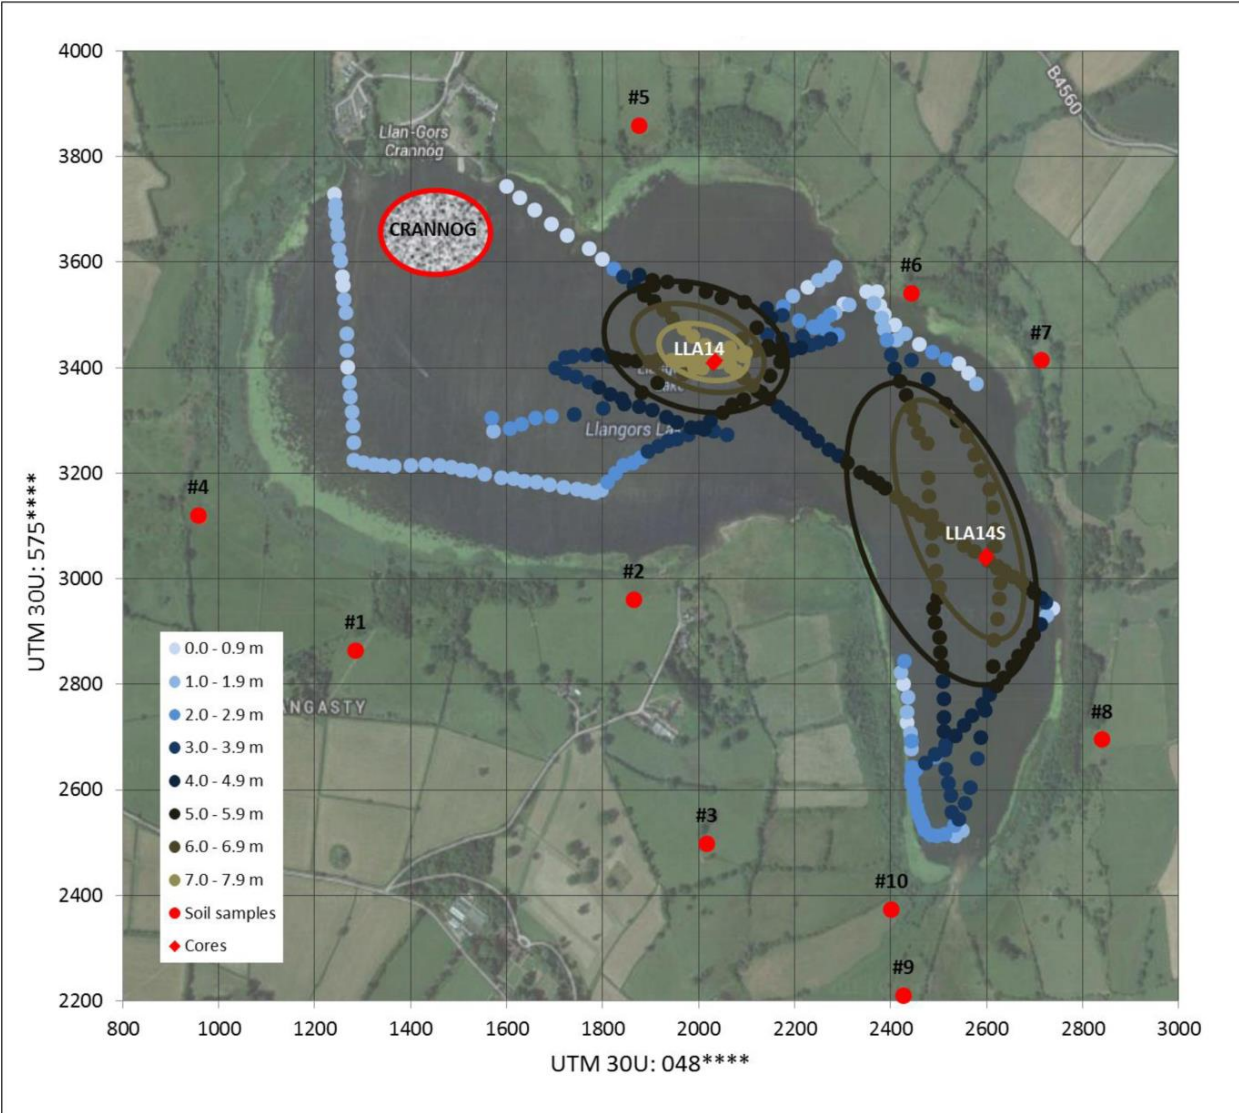 4000
3800
3600
3400
3200
3000
2800
2600
2400
2200
UTM 30U: 575****
800
1000
1200
1400
1600
1800
2000
2200
2400
2600
2800
3000
UTM 30U: 048****
B4560
Llan-Gors
Crannog
CRANNOG
#5
#6
#7
LLA14
Llangors La
#4
LLA14S
#2
#1
ANGASTY
#8
#3
#10
#9
0.0 - 0.9 m
1.0 - 1.9 m
2.0 - 2.9 m
3.0 - 3.9 m
4.0 - 4.9 m
5.0 - 5.9 m
6.0 - 6.9 m
7.0 - 7.9 m
Soil samples
Cores